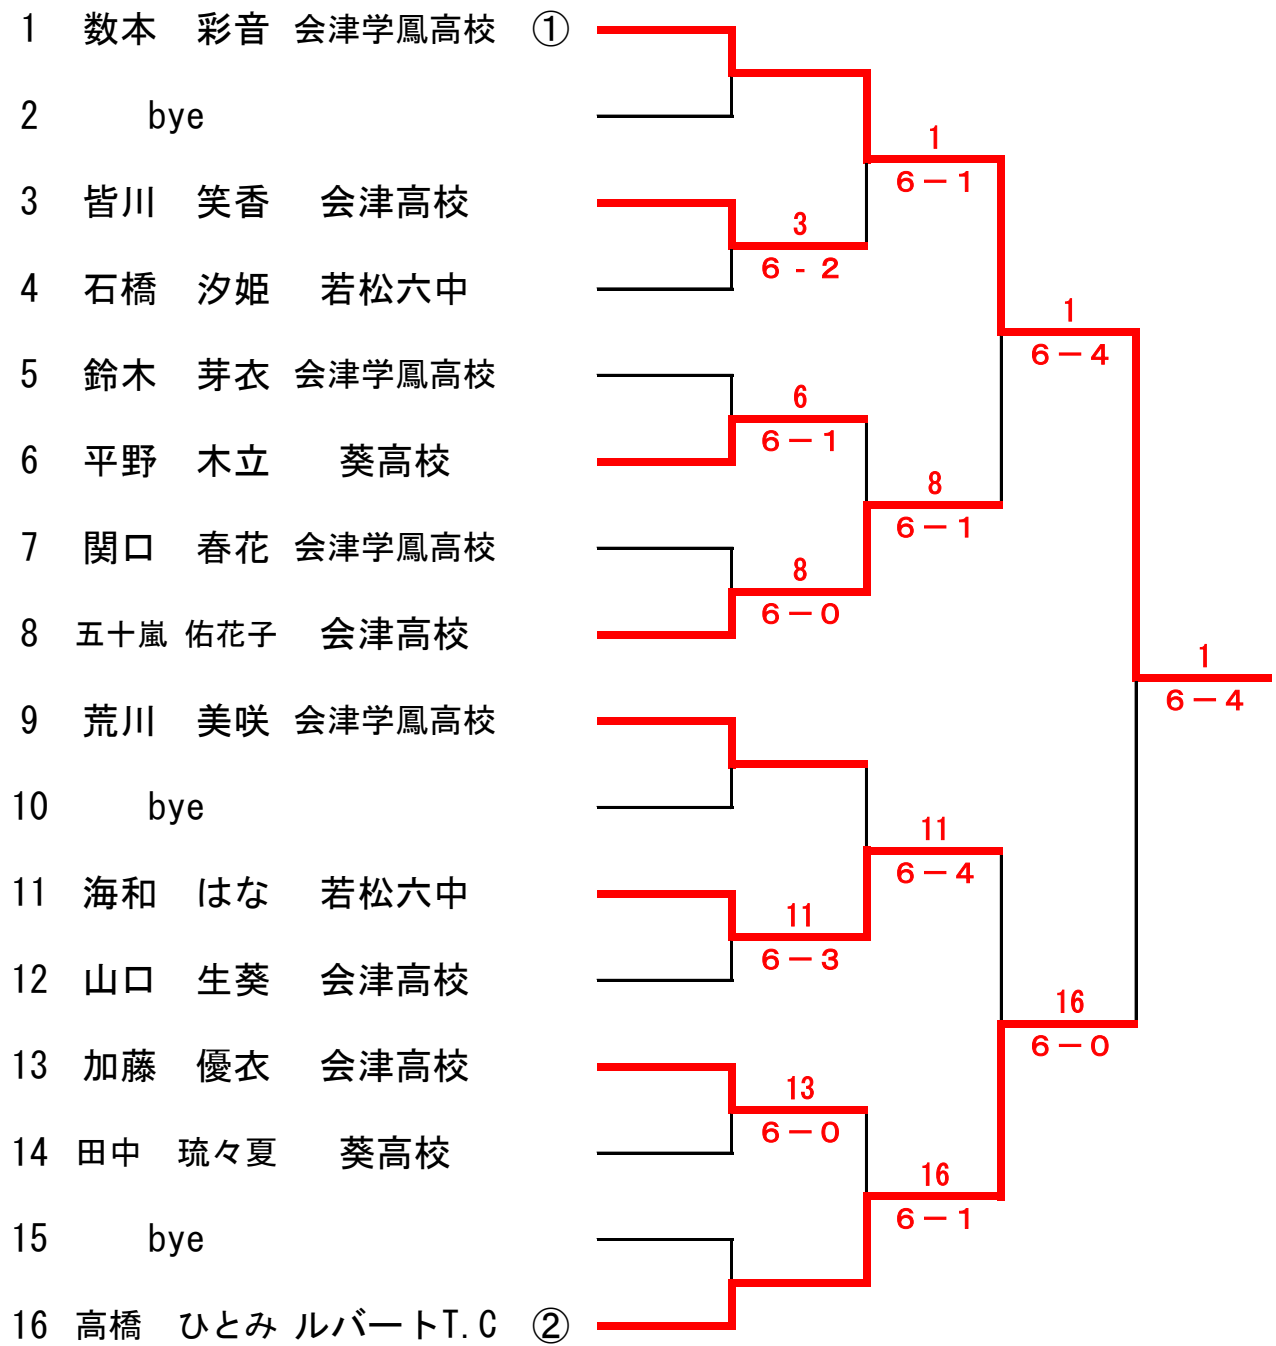 1 数本 彩音 会津学鳳高校 ①
2 bye
3 皆川 笑香 会津高校
4 石橋 汐姫 若松六中
5 鈴木 芽衣 会津学鳳高校
6 平野 木立 葵高校
7 関口 春花 会津学鳳高校
8 五十嵐 佑花子 会津高校
9 荒川 美咲 会津学鳳高校
10 bye
11 海和 はな 若松六中
12 山口 生葵 会津高校
13 加藤 優衣 会津高校
14 田中 琉々夏 葵高校
15 bye
16 高橋 ひとみ ルバートT.C ②
3
6-2
6
6－1
8
6－0
11
6－3
13
6－0
1
6－1
8
6－1
11
6－4
16
6－1
1
6－4
16
6－0
1
6－4